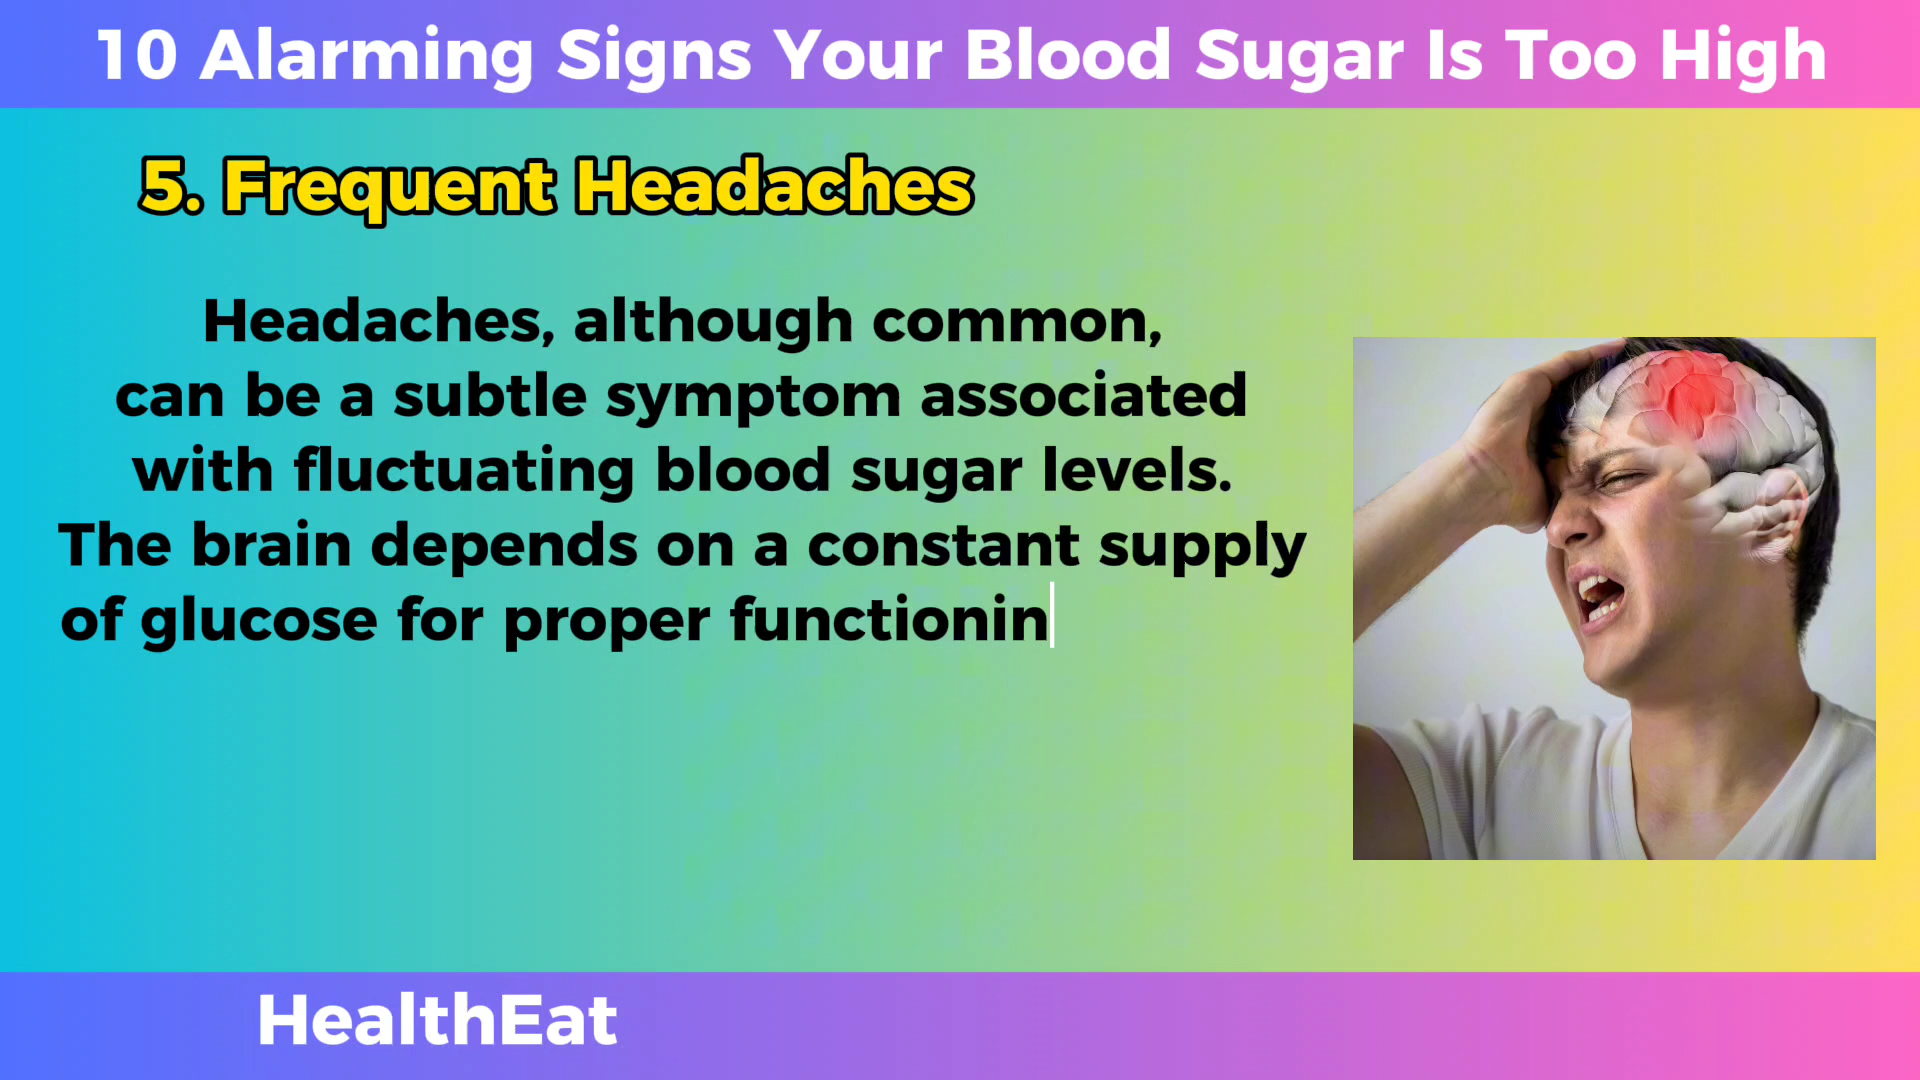 10 Alarming Signs Your Blood Sugar Is Too High
5. Frequent Headaches
Headaches, although common,
can be a subtle symptom associated
with fluctuating blood sugar levels.
The brain depends on a constant supply
of glucose for proper functionin
HealthEat